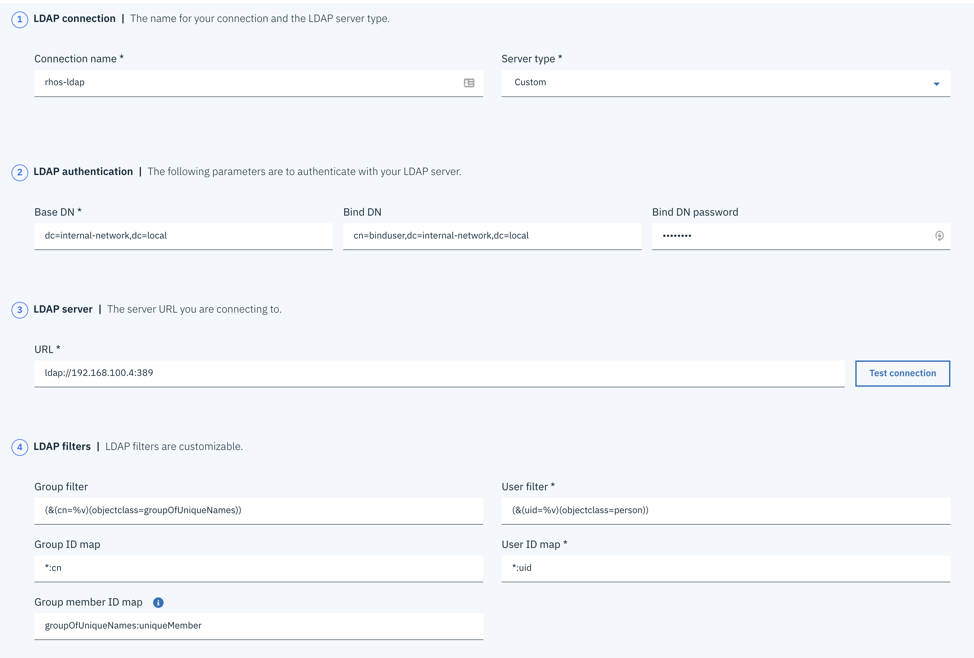 1 LDAP connection | The name for your connection and the LDAP server type.
Connection name * Server type *
rhos-ldap Custom
2 LDAP authentication | The following parameters are to authenticate with your LDAP server.
Base DN * Bind DN Bind DN password
dc=internal-network,dc=local cn=binduser,dc=internal-network,dc=local ••••••••
3 LDAP server | The server URL you are connecting to.
URL *
ldap://192.168.100.4:389 Test connection
4 LDAP filters | LDAP filters are customizable.
Group filter User filter *
(&(cn=%v)(objectclass=groupOfUniqueNames)) (&(uid=%v)(objectclass=person))
Group ID map User ID map *
*:cn *:uid
Group member ID map i
groupOfUniqueNames:uniqueMember